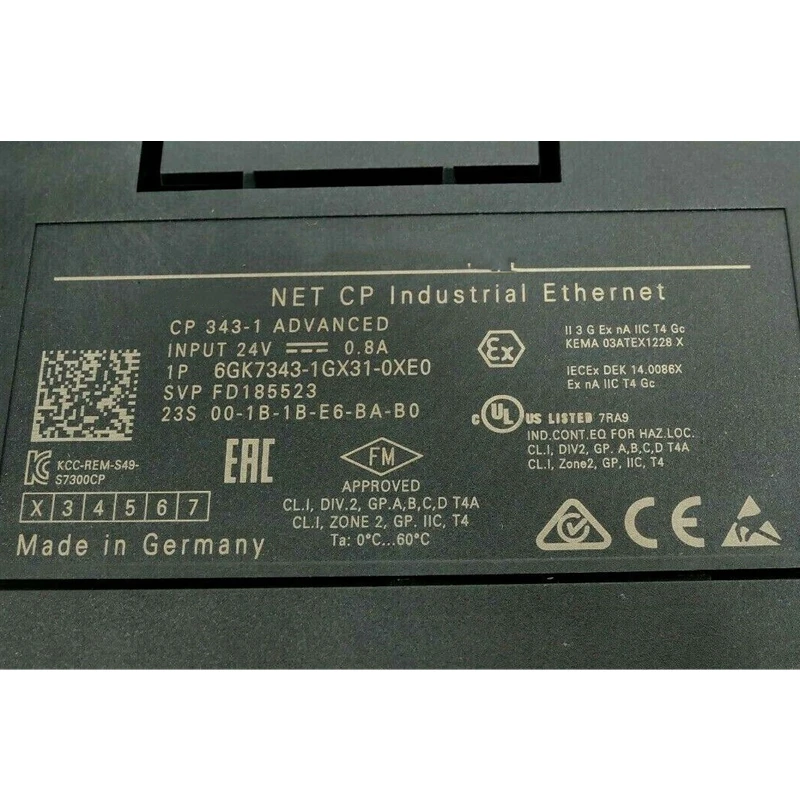 NET CP Industrial Ethernet
CP 343-1 ADVANCED
INPUT 24V 0.8A
1P 6GK7343-1GX31-0XE0
SVP FD185523
23S 00-1B-1B-E6-BA-B0
Ex
II 3 G Ex nA IIC T4 Gc
KEMA 03ATEX1228 X
IECEx DEK 14.0086X
Ex nA IIC T4 Gc
c UL US LISTED 7RA9
IND.CONT.EQ FOR HAZ.LOC.
CL.I, DIV2, GP. A,B,C,D T4A
CL.I, Zone2, GP, IIC, T4
KCC-REM-S49-
S7300CP
X 3 4 5 6 7
Made in Germany
EAC
FM
APPROVED
CL.I, DIV.2, GP.A,B,C,D T4A
CL.I, ZONE 2, GP. IIC, T4
Ta: 0°C...60°C
CE